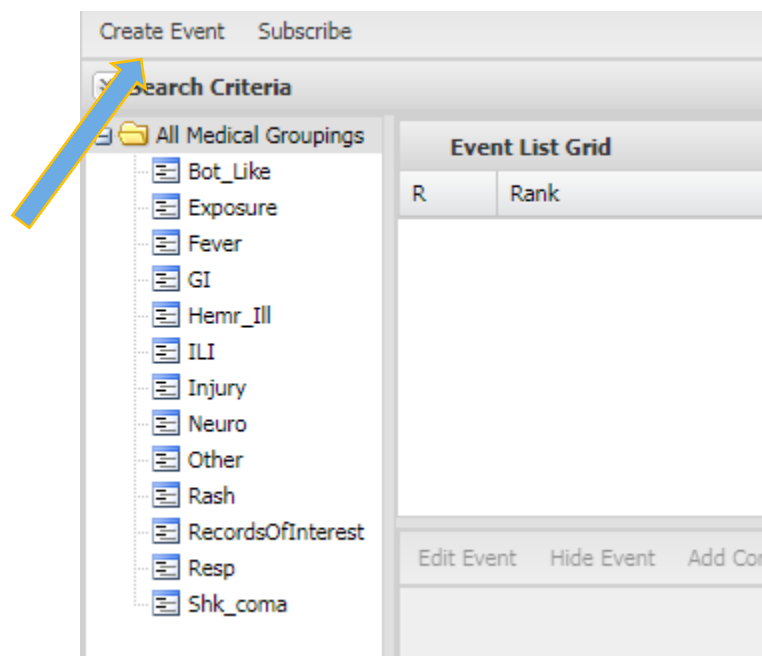 Create Event Subscribe
Search Criteria
All Medical Groupings
Bot_Like
Exposure
Fever
GI
Hemr_Ill
ILI
Injury
Neuro
Other
Rash
RecordsOfInterest
Resp
Shk_coma
Event List Grid
R Rank
Edit Event Hide Event Add